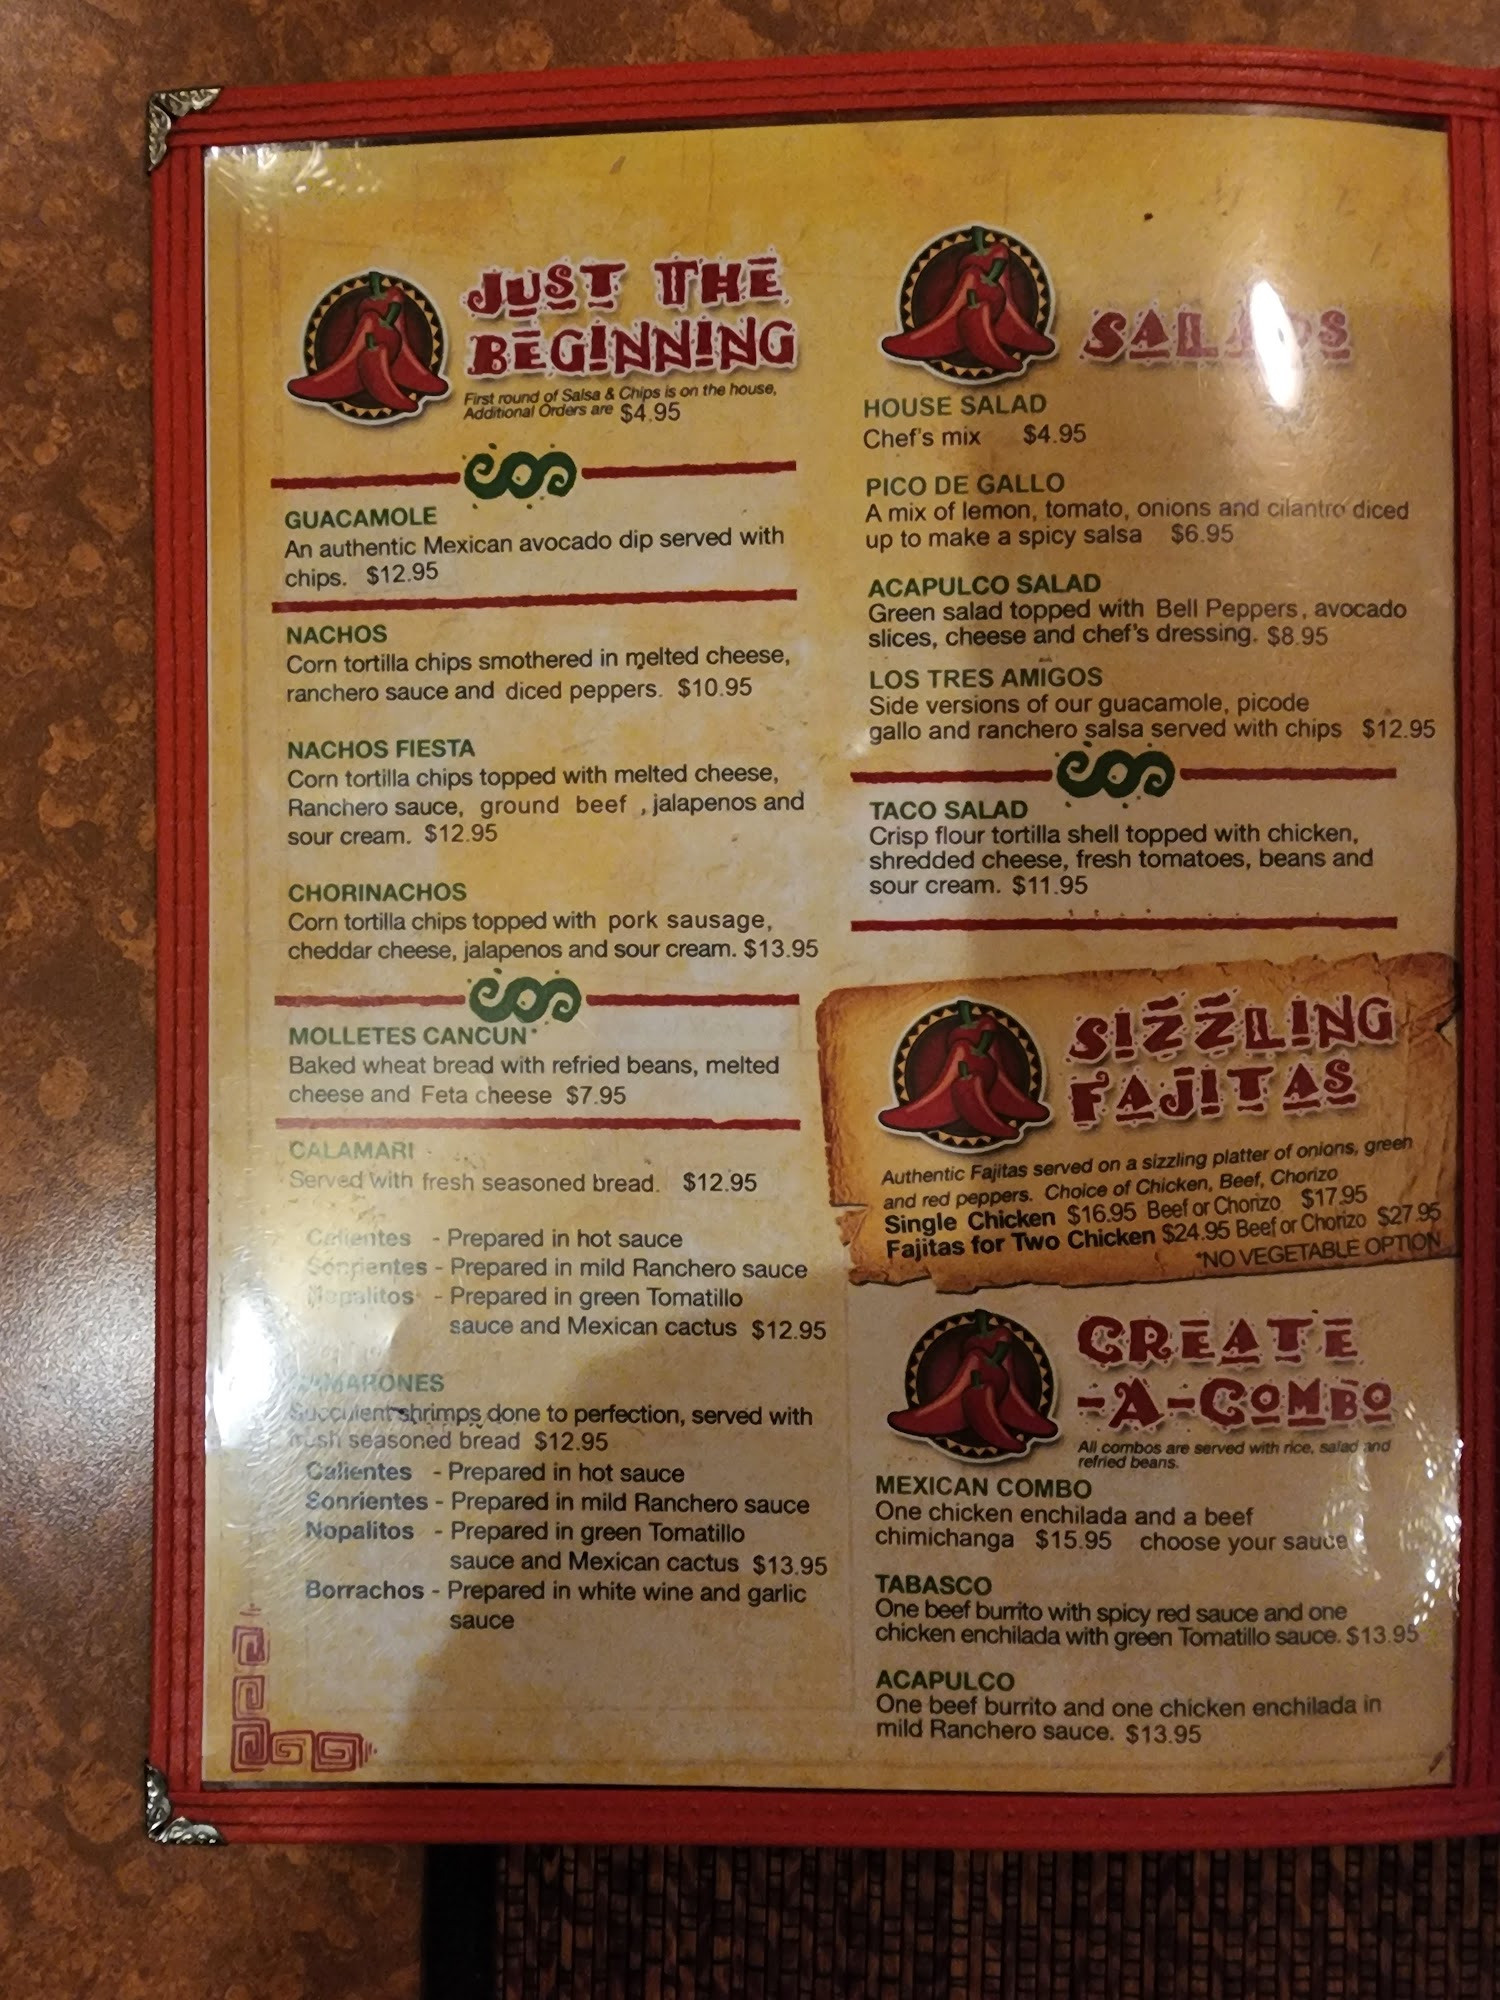 JUST THE
BEGINNING
First round of Salsa & Chips is on the house,
Additional Orders are $4.95
GUACAMOLE
An authentic Mexican avocado dip served with
chips. $12.95
NACHOS
Corn tortilla chips smothered in melted cheese,
ranchero sauce and diced peppers. $10.95
NACHOS FIESTA
Corn tortilla chips topped with melted cheese,
Ranchero sauce, ground beef , jalapenos and
sour cream. $12.95
CHORINACHOS
Corn tortilla chips topped with pork sausage,
cheddar cheese, jalapenos and sour cream. $13.95
MOLLETES CANCUN*
Baked wheat bread with refried beans, melted
cheese and Feta cheese $7.95
CALAMARI
Served with fresh seasoned bread. $12.95
Calientes - Prepared in hot sauce
Sonrientes - Prepared in mild Ranchero sauce
Nopalitos - Prepared in green Tomatillo
sauce and Mexican cactus $12.95
CAMARONES
Succulent shrimps done to perfection, served with
fresh seasoned bread $12.95
Calientes - Prepared in hot sauce
Sonrientes - Prepared in mild Ranchero sauce
Nopalitos - Prepared in green Tomatillo
sauce and Mexican cactus $13.95
Borrachos - Prepared in white wine and garlic
sauce
SALADS
HOUSE SALAD
Chef's mix $4.95
PICO DE GALLO
A mix of lemon, tomato, onions and cilantro diced
up to make a spicy salsa $6.95
ACAPULCO SALAD
Green salad topped with Bell Peppers, avocado
slices, cheese and chef's dressing. $8.95
LOS TRES AMIGOS
Side versions of our guacamole, picode
gallo and ranchero salsa served with chips $12.95
TACO SALAD
Crisp flour tortilla shell topped with chicken,
shredded cheese, fresh tomatoes, beans and
sour cream. $11.95
SIZZLING
FAJITAS
Authentic Fajitas served on a sizzling platter of onions, green
and red peppers. Choice of Chicken, Beef, Chorizo
Single Chicken $16.95 Beef or Chorizo $17.95
Fajitas for Two Chicken $24.95 Beef or Chorizo $27.95
*NO VEGETABLE OPTION
CREATE
-A-COMBO
All combos are served with rice, salad and
refried beans.
MEXICAN COMBO
One chicken enchilada and a beef
chimichanga $15.95 choose your sauce
TABASCO
One beef burrito with spicy red sauce and one
chicken enchilada with green Tomatillo sauce. $13.95
ACAPULCO
One beef burrito and one chicken enchilada in
mild Ranchero sauce. $13.95